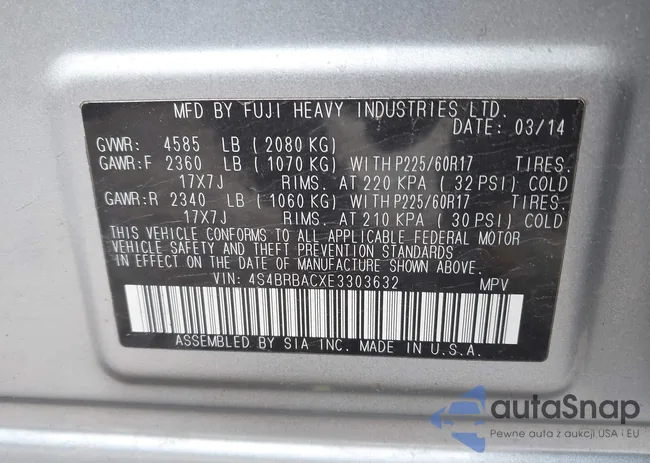 MFD BY FUJI HEAVY INDUSTRIES LTD.
DATE: 03/14
GVWR: 4585 LB (2080 KG)
GAWR:F 2360 LB (1070 KG) WITH P225/60R17 TIRES.
17X7J RIMS. AT 220 KPA (32 PSI) COLD
GAWR:R 2340 LB (1060 KG) WITH P225/60R17 TIRES.
17X7J RIMS. AT 210 KPA (30 PSI) COLD
THIS VEHICLE CONFORMS TO ALL APPLICABLE FEDERAL MOTOR
VEHICLE SAFETY AND THEFT PREVENTION STANDARDS
IN EFFECT ON THE DATE OF MANUFACTURE SHOWN ABOVE.
VIN: 4S4BRBACXE3303632 MPV
ASSEMBLED BY SIA INC. MADE IN U.S.A.
autaSnap
Pewne auta z aukcji USA i EU